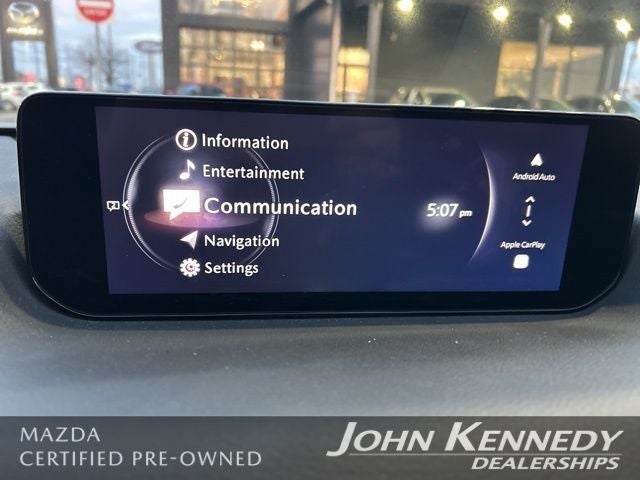 Information
Entertainment
Communication
Navigation
Settings
5:07 pm
Android Auto
Apple CarPlay
MAZDA
CERTIFIED PRE-OWNED
JOHN KENNEDY
DEALERSHIPS